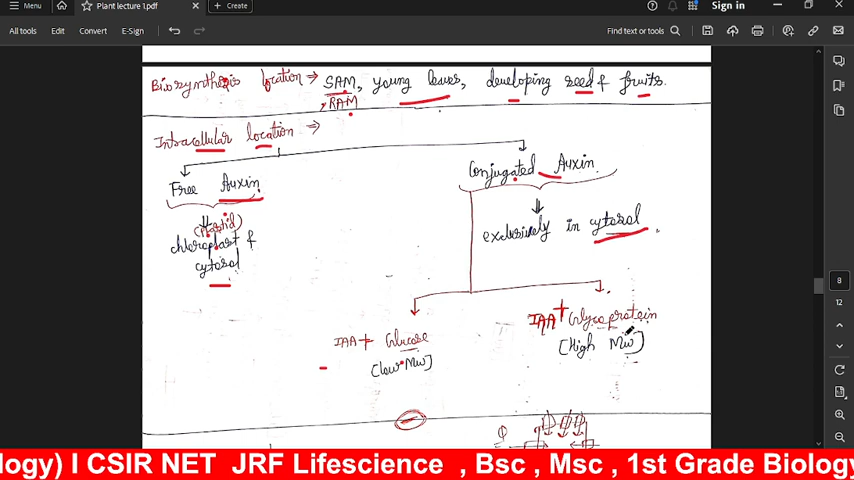 Menu
Plant lecture 1.pdf
+ Create
Sign in
All tools
Edit
Convert
E-Sign
Find text or tools
Biosynthesis location → SAM, young leaves, developing seed & fruits.
, RAM
Intracellular location ⇒
Free Auxin
Conjugated Auxin
(Plastid)
chloroplast &
cytosol
exclusively in cytosol.
IAA + Glucose
[low Mw]
IAA + Glycoprotein
[High Mw]
8
12
ology) I CSIR NET JRF Lifescience , Bsc , Msc , 1st Grade Biology